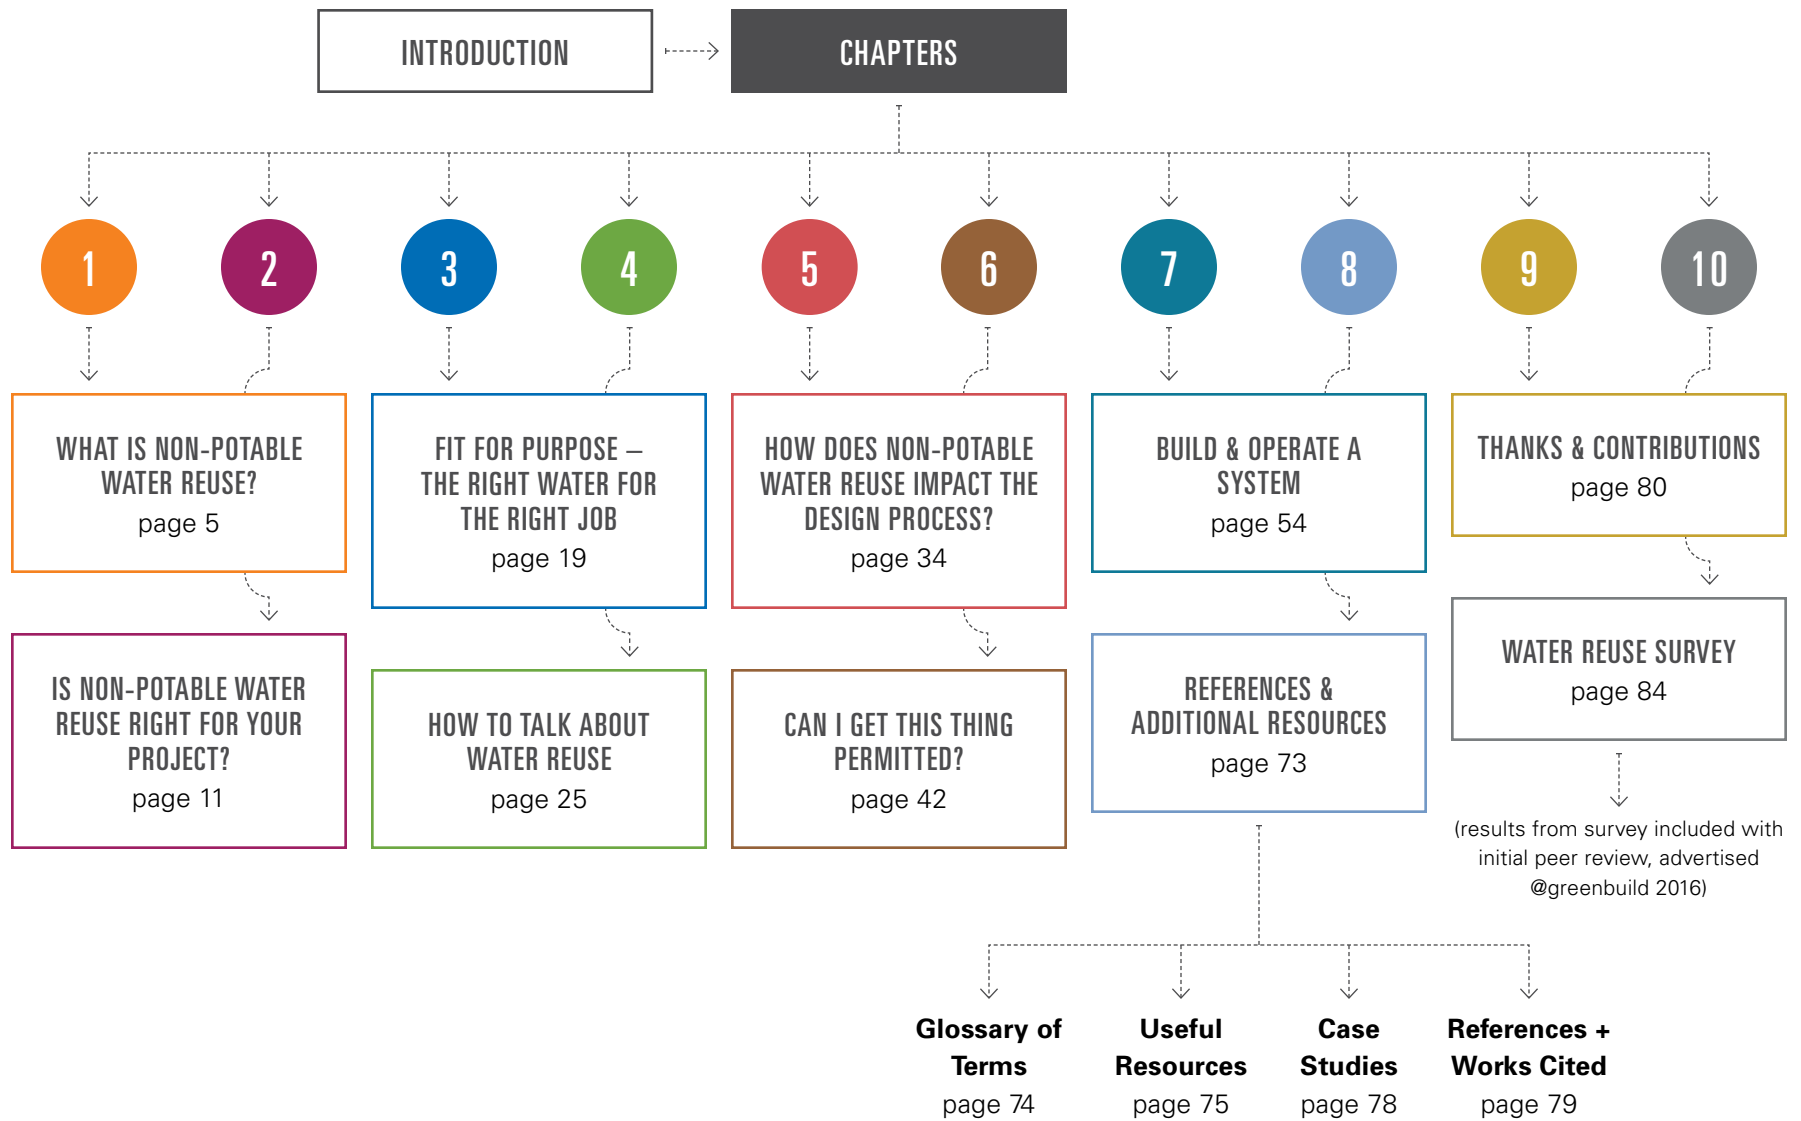 INTRODUCTION
CHAPTERS
1
2
3
4
5
6
7
8
9
10
WHAT IS NON-POTABLE
WATER REUSE?
page 5
IS NON-POTABLE WATER
REUSE RIGHT FOR YOUR
PROJECT?
page 11
FIT FOR PURPOSE –
THE RIGHT WATER FOR
THE RIGHT JOB
page 19
HOW TO TALK ABOUT
WATER REUSE
page 25
HOW DOES NON-POTABLE
WATER REUSE IMPACT THE
DESIGN PROCESS?
page 34
CAN I GET THIS THING
PERMITTED?
page 42
BUILD & OPERATE A
SYSTEM
page 54
REFERENCES &
ADDITIONAL RESOURCES
page 73
THANKS & CONTRIBUTIONS
page 80
WATER REUSE SURVEY
page 84
(results from survey included with
initial peer review, advertised
@greenbuild 2016)
Glossary of
Terms
page 74
Useful
Resources
page 75
Case
Studies
page 78
References +
Works Cited
page 79